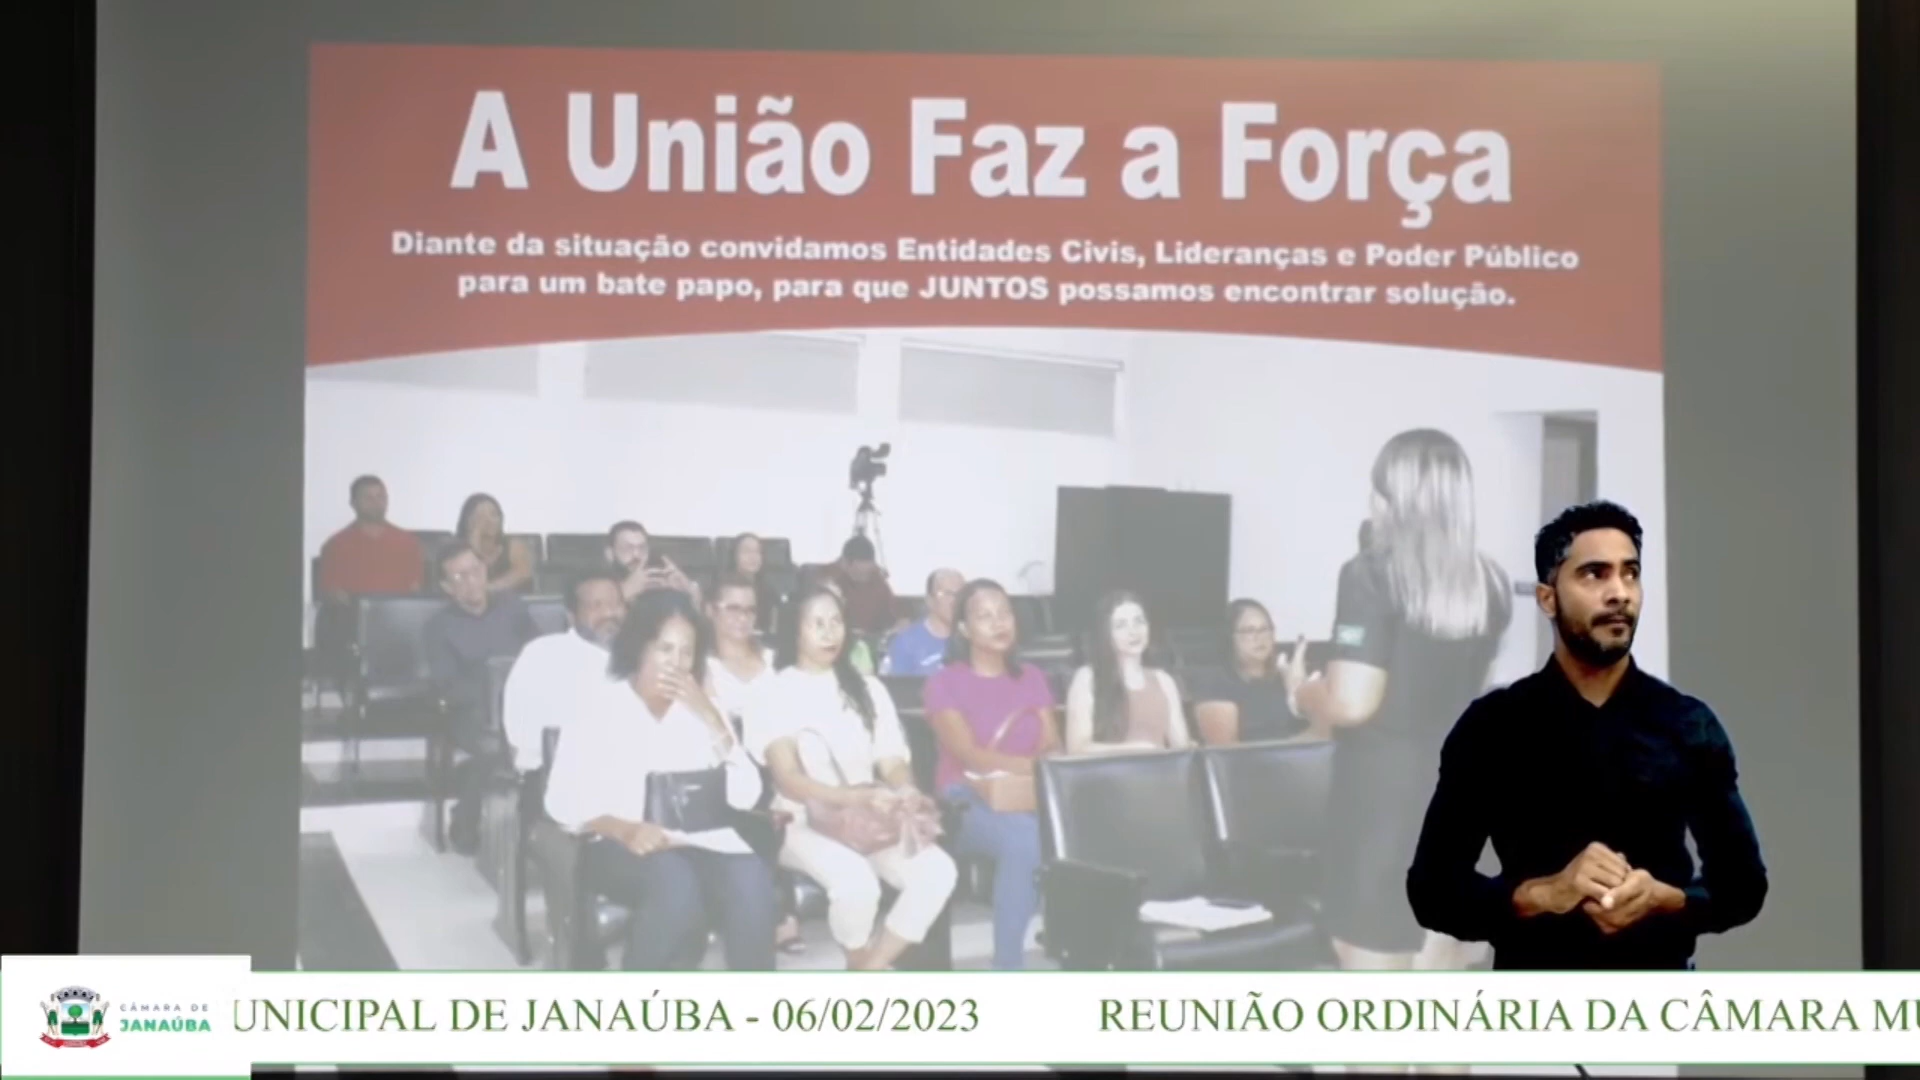 A União Faz a Força
Diante da situação convidamos Entidades Civis, Lideranças e Poder Público
para um bate papo, para que JUNTOS possamos encontrar solução.
CÂMARA DE
JANAÚBA
UNICIPAL DE JANAÚBA - 06/02/2023 REUNIÃO ORDINÁRIA DA CÂMARA MU